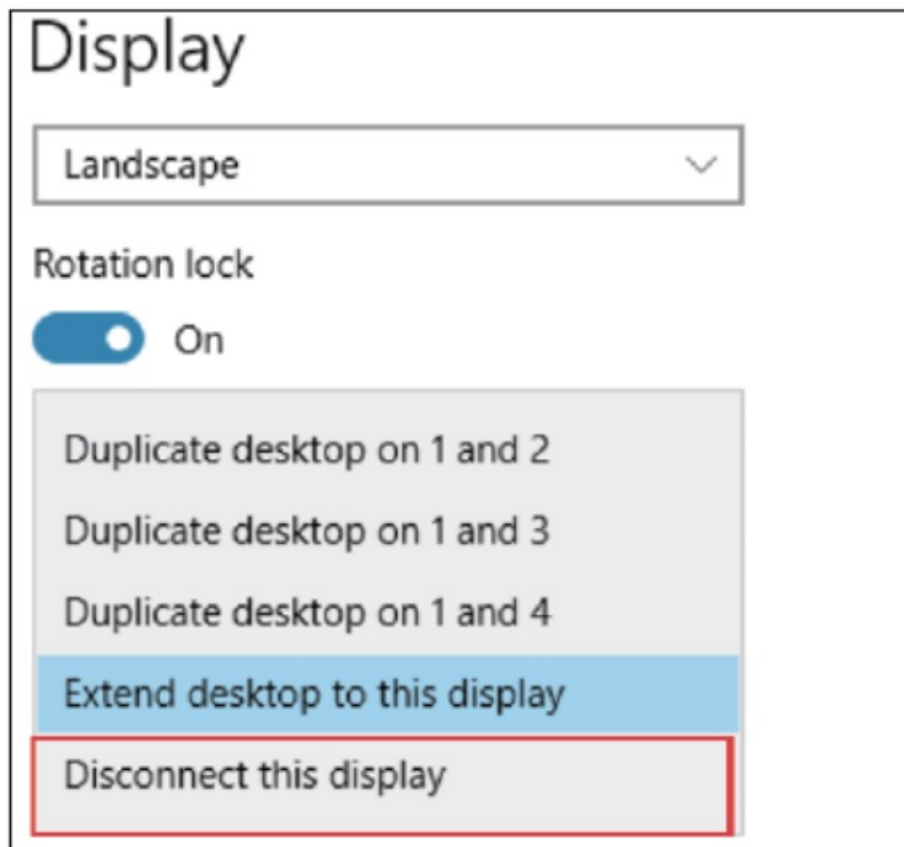 Display
Landscape
Rotation lock
On
Duplicate desktop on 1 and 2
Duplicate desktop on 1 and 3
Duplicate desktop on 1 and 4
Extend desktop to this display
Disconnect this display